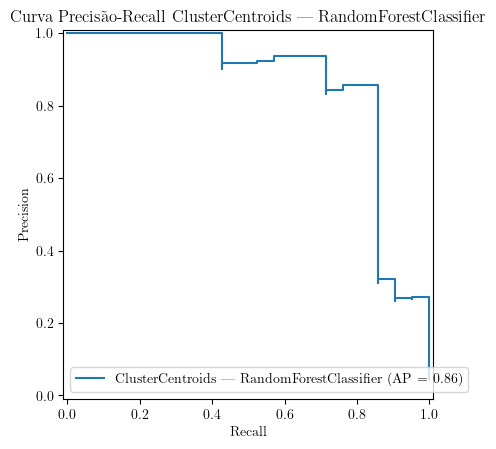 Curva Precisão-Recall ClusterCentroids — RandomForestClassifier
1.0
0.8
0.6
0.4
0.2
0.0
Precision
ClusterCentroids — RandomForestClassifier (AP = 0.86)
0.0 0.2 0.4 0.6 0.8 1.0
Recall